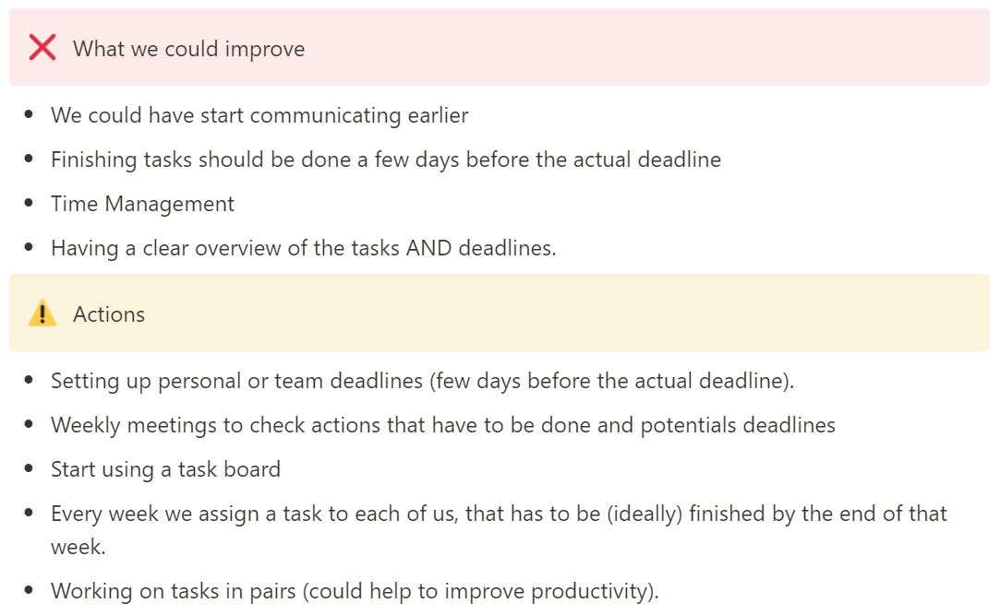 What we could improve
We could have start communicating earlier
Finishing tasks should be done a few days before the actual deadline
Time Management
Having a clear overview of the tasks AND deadlines.
Actions
Setting up personal or team deadlines (few days before the actual deadline).
Weekly meetings to check actions that have to be done and potentials deadlines
Start using a task board
Every week we assign a task to each of us, that has to be (ideally) finished by the end of that
week.
Working on tasks in pairs (could help to improve productivity).